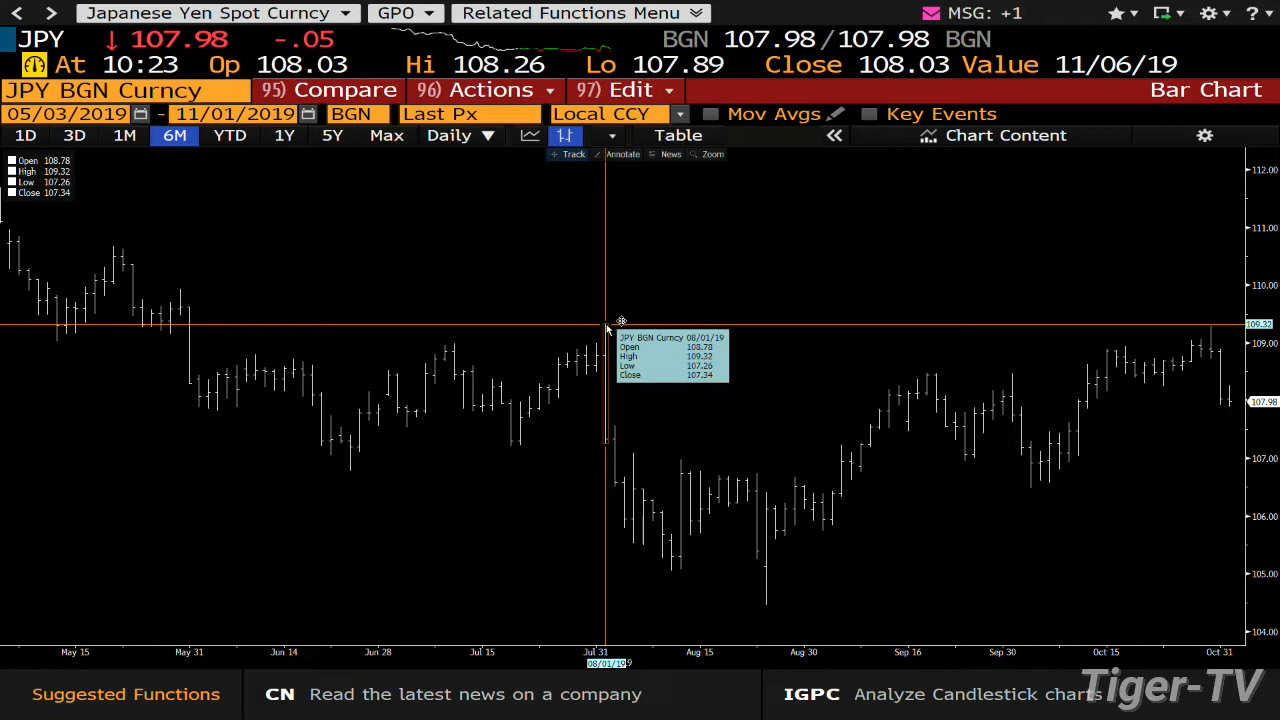 Japanese Yen Spot Curncy GPO Related Functions Menu MSG: +1 ?
JPY 107.98 -.05 BGN 107.98/107.98 BGN
At 10:23 Op 108.03 Hi 108.26 Lo 107.89 Close 108.03 Value 11/06/19
JPY BGN Curncy 95) Compare 96) Actions 97) Edit Bar Chart
05/03/2019 - 11/01/2019 BGN Last Px Local CCY Mov Avgs Key Events
1D 3D 1M 6M YTD 1Y 5Y Max Daily Table Chart Content
Track Annotate News Zoom
Open 108.78
High 109.32
Low 107.26
Close 107.34
112.00
111.00
110.00
109.32
109.00
JPY BGN Curncy 08/01/19
Open 108.78
High 109.32
Low 107.26
Close 107.34
107.98
107.00
106.00
105.00
104.00
May 15 May 31 Jun 14 Jun 28 Jul 15 Jul 31 Aug 15 Aug 30 Sep 16 Sep 30 Oct 15 Oct 31
08/01/19
Suggested Functions CN Read the latest news on a company IGPC Analyze Candlestick charts
Tiger-TV